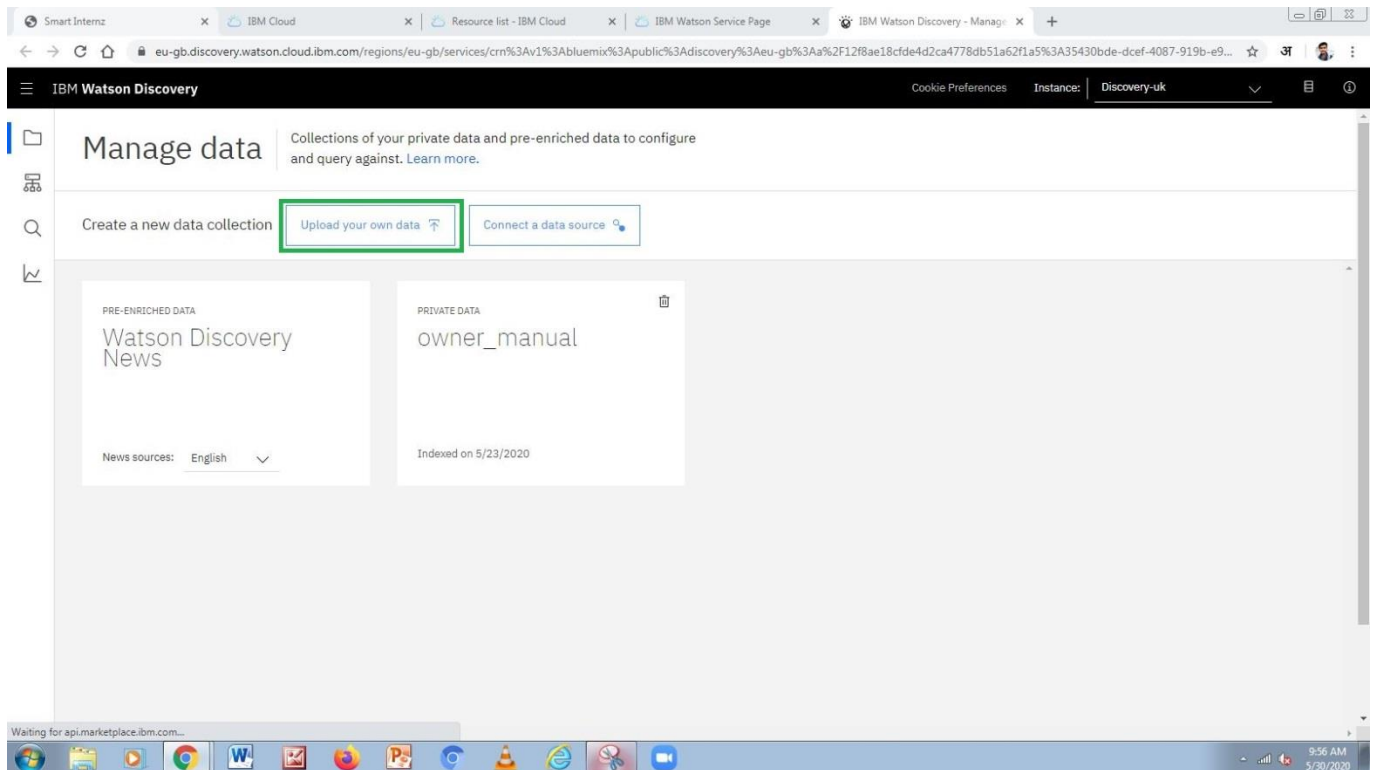 Smart Internz
IBM Cloud
Resource list - IBM Cloud
IBM Watson Service Page
IBM Watson Discovery - Manage
eu-gb.discovery.watson.cloud.ibm.com/regions/eu-gb/services/crn%3Av1%3Abluemix%3Apublic%3Adiscovery%3Aeu-gb%3Aa%2F12f8ae18cfde4d2ca4778db51a62f1a5%3A35430bde-dcef-4087-919b-e9...
अ
IBM Watson Discovery
Cookie Preferences
Instance:
Discovery-uk
Manage data
Collections of your private data and pre-enriched data to configure
and query against. Learn more.
Create a new data collection
Upload your own data
Connect a data source
PRE-ENRICHED DATA
Watson Discovery
News
News sources: English
PRIVATE DATA
owner_manual
Indexed on 5/23/2020
Waiting for api.marketplace.ibm.com...
9:56 AM
5/30/2020